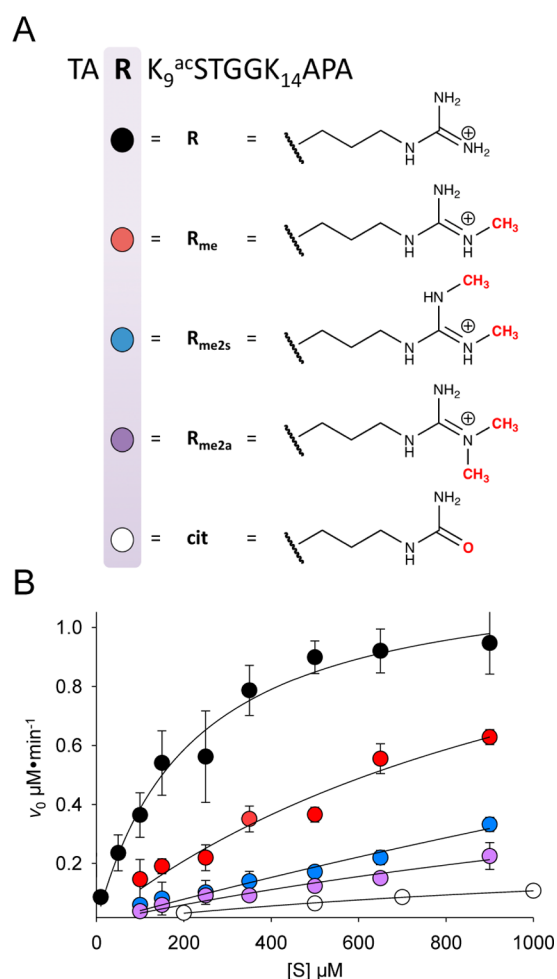 A
TA R K₉ᵃᶜSTGGK₁₄APA
= R =
NH₂
N
H
⊕
NH₂
= Rme =
NH₂
⊕
N
H
N
H
CH₃
= Rme2s =
CH₃
HN
⊕
N
H
N
H
CH₃
= Rme2a =
NH₂
⊕
N
H
N
CH₃
CH₃
= cit =
NH₂
N
H
O
B
1.0
0.8
0.6
0.4
0.2
v₀ µM•min⁻¹
0 200 400 600 800 1000
[S] µM